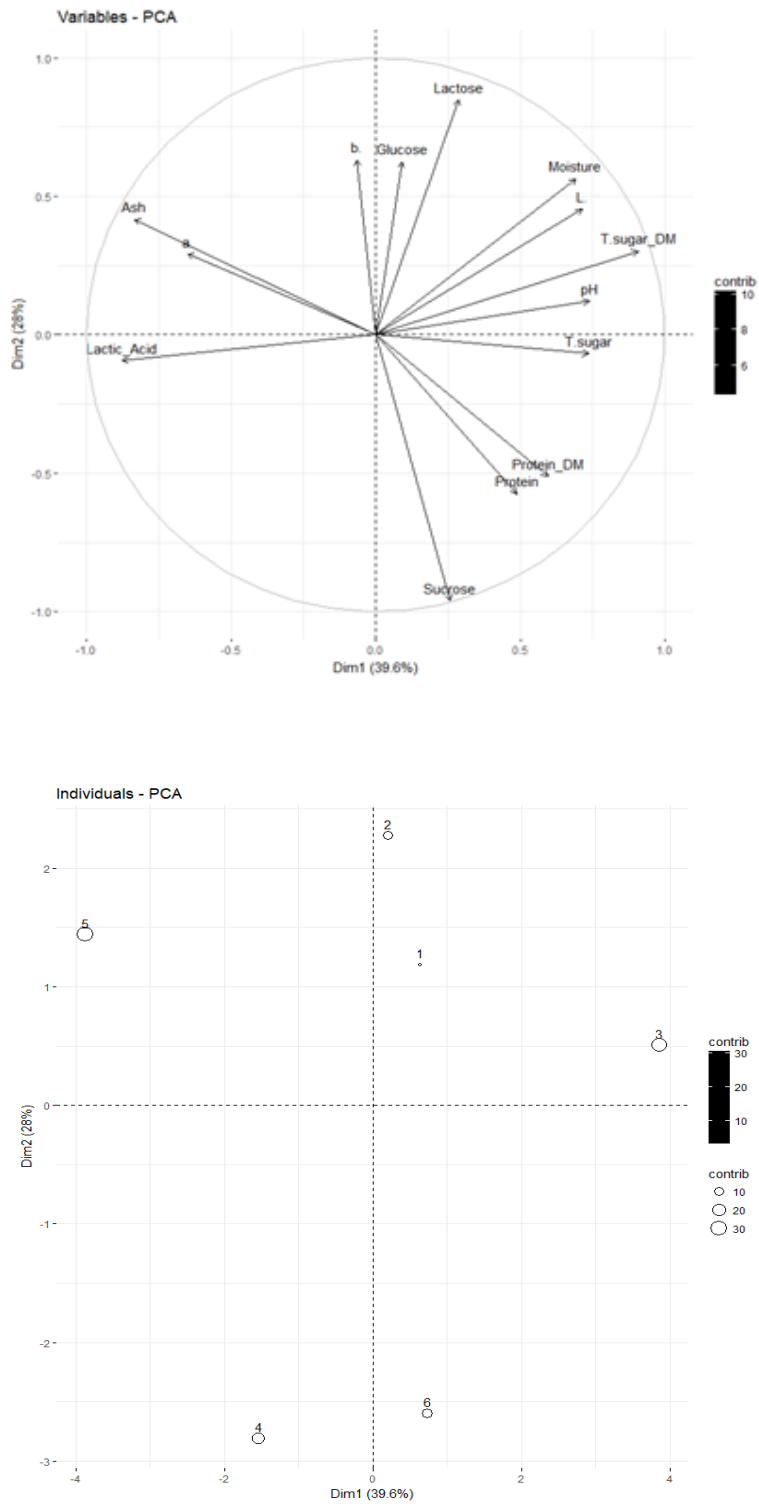 Variables - PCA
1.0
Lactose
b.
Glucose
Moisture
0.5
L.
Ash
T.sugar_DM
a.
pH
contrib
10
8
6
Dim2 (28%)
0.0
Lactic_Acid
T.sugar
-0.5
Protein_DM
Protein
Sucrose
-1.0
-1.0 -0.5 0.0 0.5 1.0
Dim1 (39.6%)
Individuals - PCA
2
2
5
1
1
3
contrib
30
20
10
Dim2 (28%)
0
contrib
10
20
30
-1
-2
6
4
-3
-4 -2 0 2 4
Dim1 (39.6%)